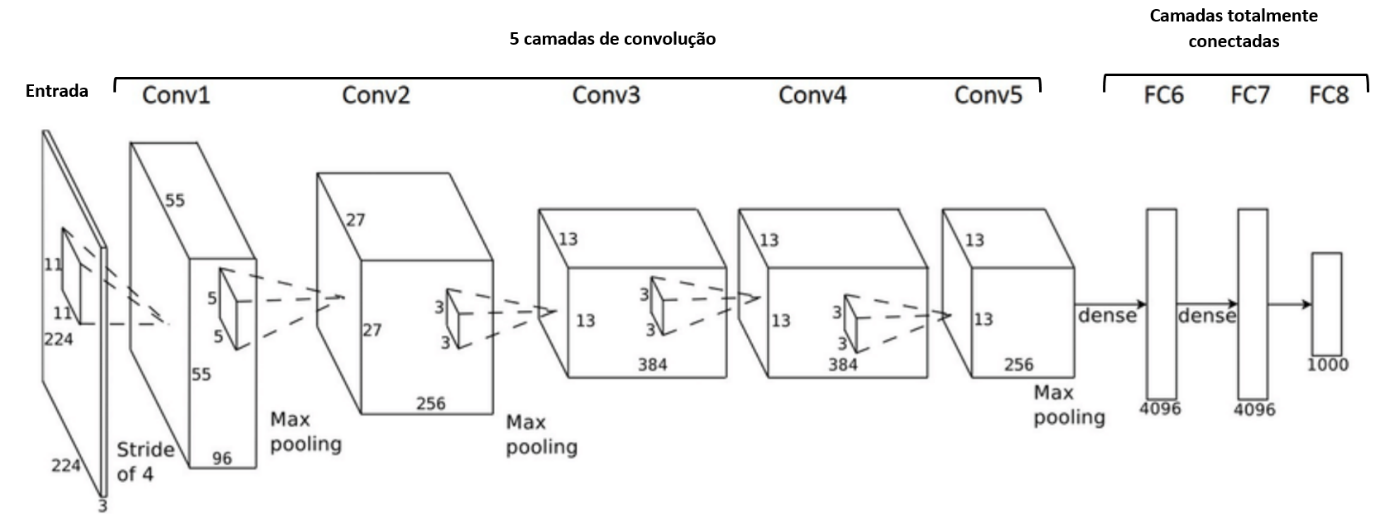 5 camadas de convolução
Camadas totalmente
conectadas
Entrada
Conv1
Conv2
Conv3
Conv4
Conv5
FC6
FC7
FC8
11
11
224
224
3
Stride
of 4
55
5
5
55
96
Max
pooling
27
27
3
3
256
Max
pooling
13
13
3
3
384
13
13
3
3
384
13
13
256
Max
pooling
dense
4096
dense
4096
1000